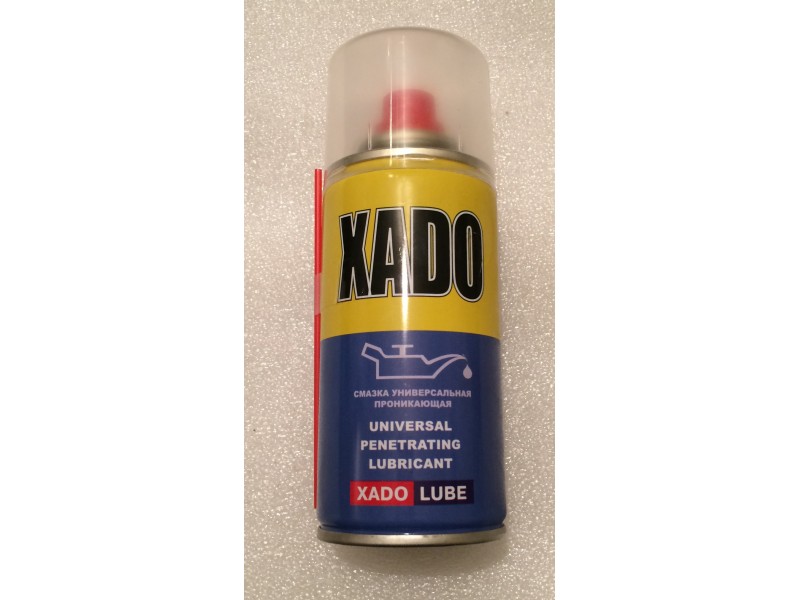 XADO
СМАЗКА УНИВЕРСАЛЬНАЯ
ПРОНИКАЮЩАЯ
UNIVERSAL
PENETRATING
LUBRICANT
XADO LUBE